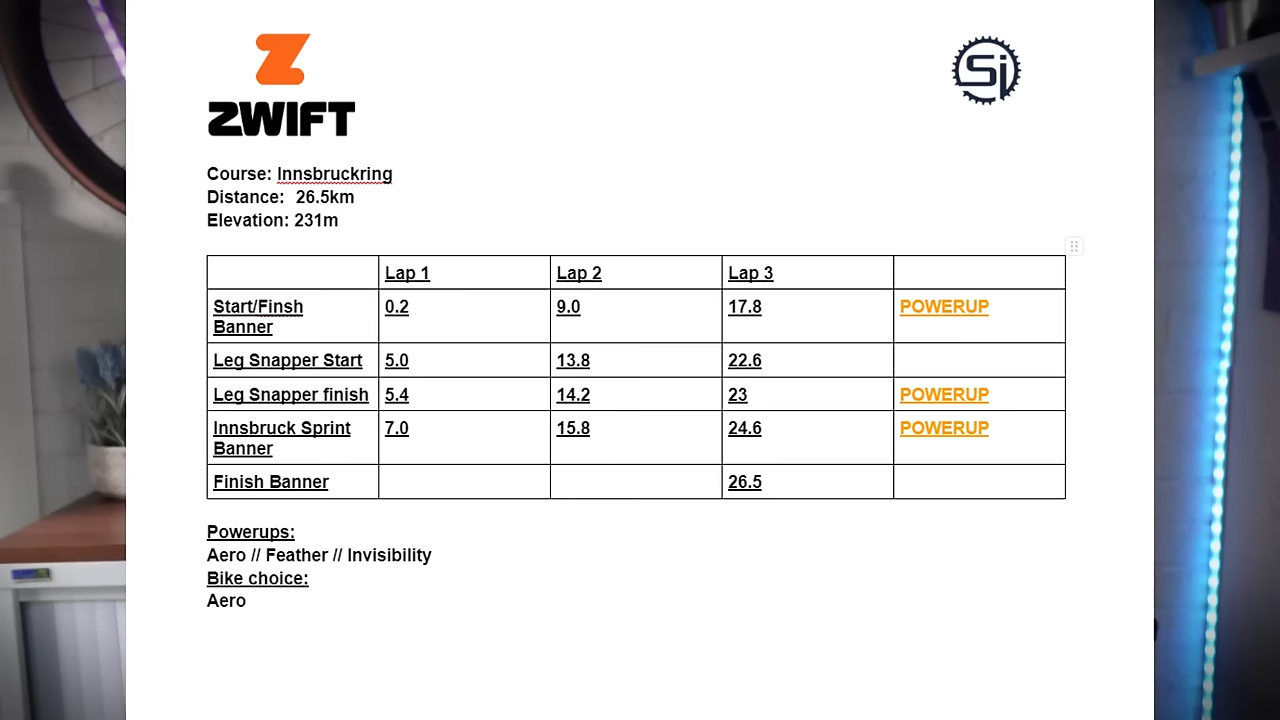 ZWIFT
Si
Course: Innsbruckring
Distance: 26.5km
Elevation: 231m
Lap 1 Lap 2 Lap 3
Start/Finsh Banner 0.2 9.0 17.8 POWERUP
Leg Snapper Start 5.0 13.8 22.6
Leg Snapper finish 5.4 14.2 23 POWERUP
Innsbruck Sprint Banner 7.0 15.8 24.6 POWERUP
Finish Banner 26.5
Powerups:
Aero // Feather // Invisibility
Bike choice:
Aero